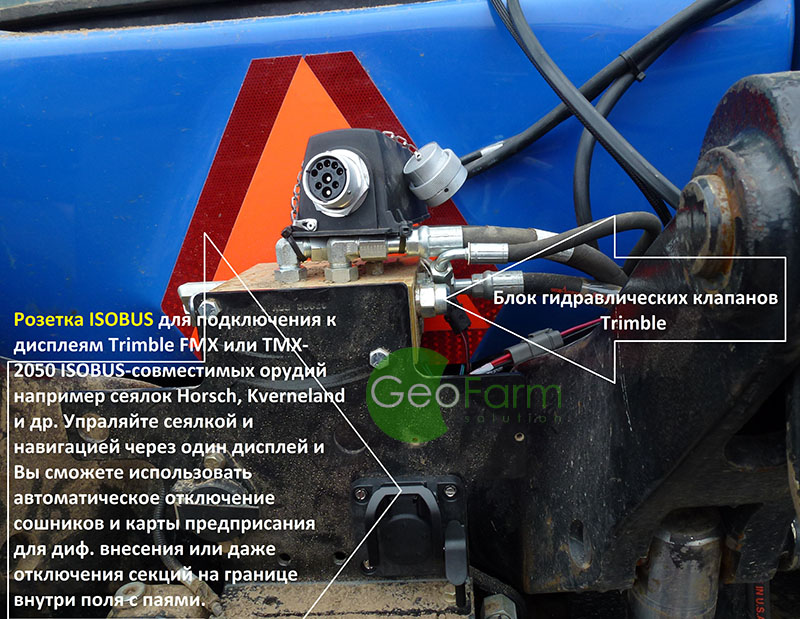 Розетка ISOBUS для подключения к
дисплеям Trimble FMX или TMX-
2050 ISOBUS-совместимых орудий
например сеялок Horsch, Kverneland
и др. Упраляйте сеялкой и
навигацией через один дисплей и
Вы сможете использовать
автоматическое отключение
сошников и карты предприсания
для диф. внесения или даже
отключения секций на границе
внутри поля с паями.
Блок гидравлических клапанов
Trimble
GeoFarm
solution
IN U.S.A